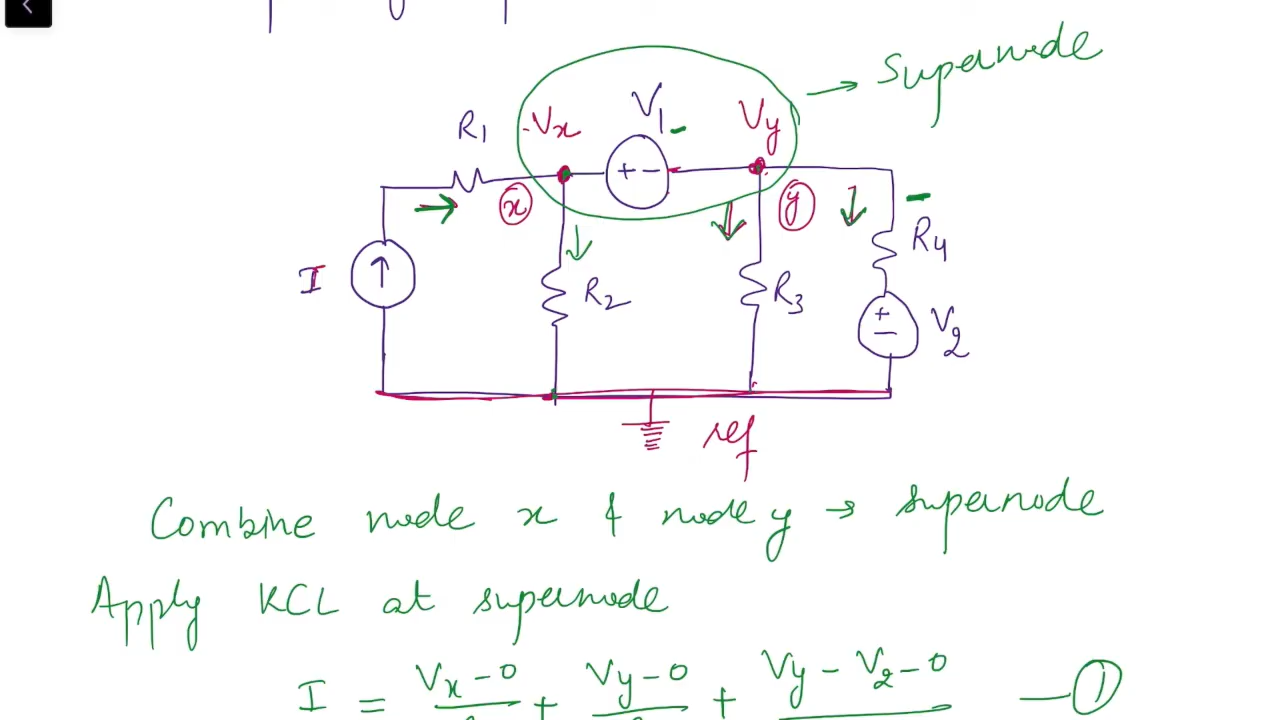 Supernode
R1
Vx
V1
Vy
x
+ -
y
R4
I
R2
R3
+
-
V2
ref
Combine node x & node y → supernode
Apply KCL at supernode
I = Vx - 0 + Vy - 0 + Vy - V2 - 0 — 1